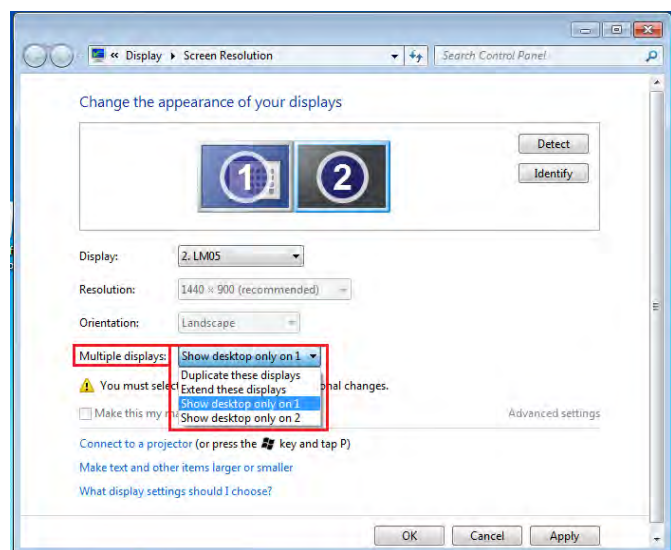 « Display ▸ Screen Resolution
Search Control Panel
Change the appearance of your displays
1
2
Detect
Identify
Display: 2. LM05
Resolution: 1440 × 900 (recommended)
Orientation: Landscape
Multiple displays: Show desktop only on 1
Duplicate these displays
You must sele
onal changes.
Extend these displays
Show desktop only on 1
Make this my m
Show desktop only on 2
Advanced settings
Connect to a projector (or press the key and tap P)
Make text and other items larger or smaller
What display settings should I choose?
OK Cancel Apply